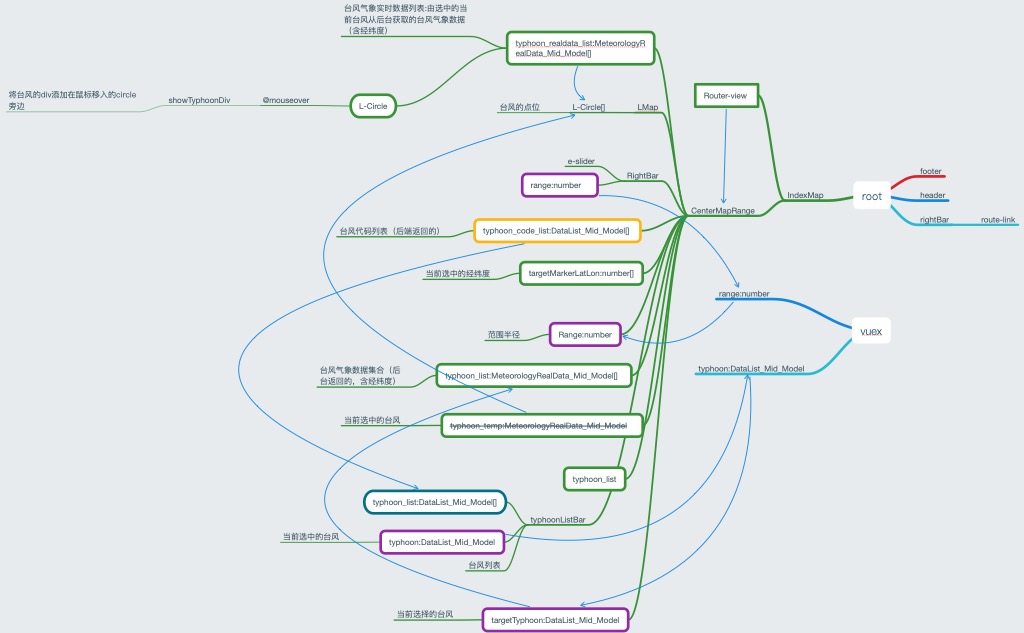 台风气象实时数据列表:由选中的当
前台风从后台获取的台风气象数据
（含经纬度）
typhoon_realdata_list:MeteorologyR
ealData_Mid_Model[]
将台风的div添加在鼠标移入的circle
旁边
showTyphoonDiv
@mouseover
L-Circle
台风的点位
L-Circle[]
LMap
Router-view
e-slider
range:number
RightBar
footer
IndexMap
root
header
CenterMapRange
rightBar
route-link
台风代码列表（后端返回的）
typhoon_code_list:DataList_Mid_Model[]
当前选中的经纬度
targetMarkerLatLon:number[]
range:number
范围半径
Range:number
vuex
台风气象数据集合（后
台返回的，含经纬度）
typhoon_list:MeteorologyRealData_Mid_Model[]
typhoon:DataList_Mid_Model
当前选中的台风
typhoon_temp:MeteorologyRealData_Mid_Model
typhoon_list
typhoon_list:DataList_Mid_Model[]
typhoonListBar
当前选中的台风
typhoon:DataList_Mid_Model
台风列表
当前选择的台风
targetTyphoon:DataList_Mid_Model